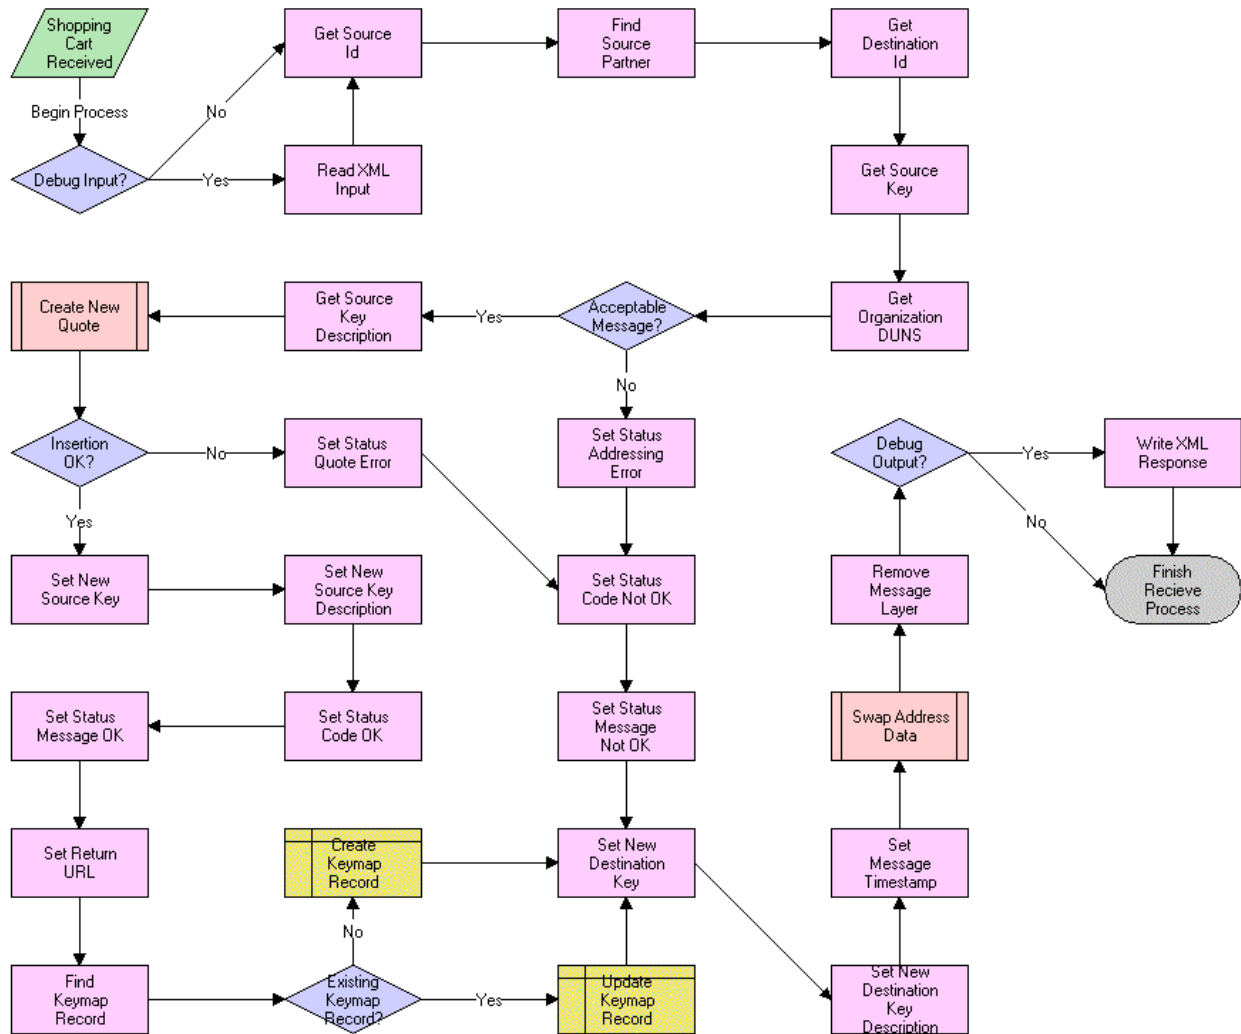 Shopping
Cart
Received
Get Source
Id
Find
Source
Partner
Get
Destination
Id
Begin Process
No
Debug Input?
Yes
Read XML
Input
Get Source
Key
Create New
Quote
Get Source
Key
Description
Yes
Acceptable
Message?
Get
Organization
DUNS
No
Insertion
OK?
No
Set Status
Quote Error
Set Status
Addressing
Error
Debug
Output?
Yes
Write XML
Response
Yes
No
Set New
Source Key
Set New
Source Key
Description
Set Status
Code Not OK
Remove
Message
Layer
Finish
Recieve
Process
Set Status
Message OK
Set Status
Code OK
Set Status
Message
Not OK
Swap Address
Data
Set Return
URL
Create
Keymap
Record
Set New
Destination
Key
Set
Message
Timestamp
No
Find
Keymap
Record
Existing
Keymap
Record?
Yes
Update
Keymap
Record
Set New
Destination
Key
Description